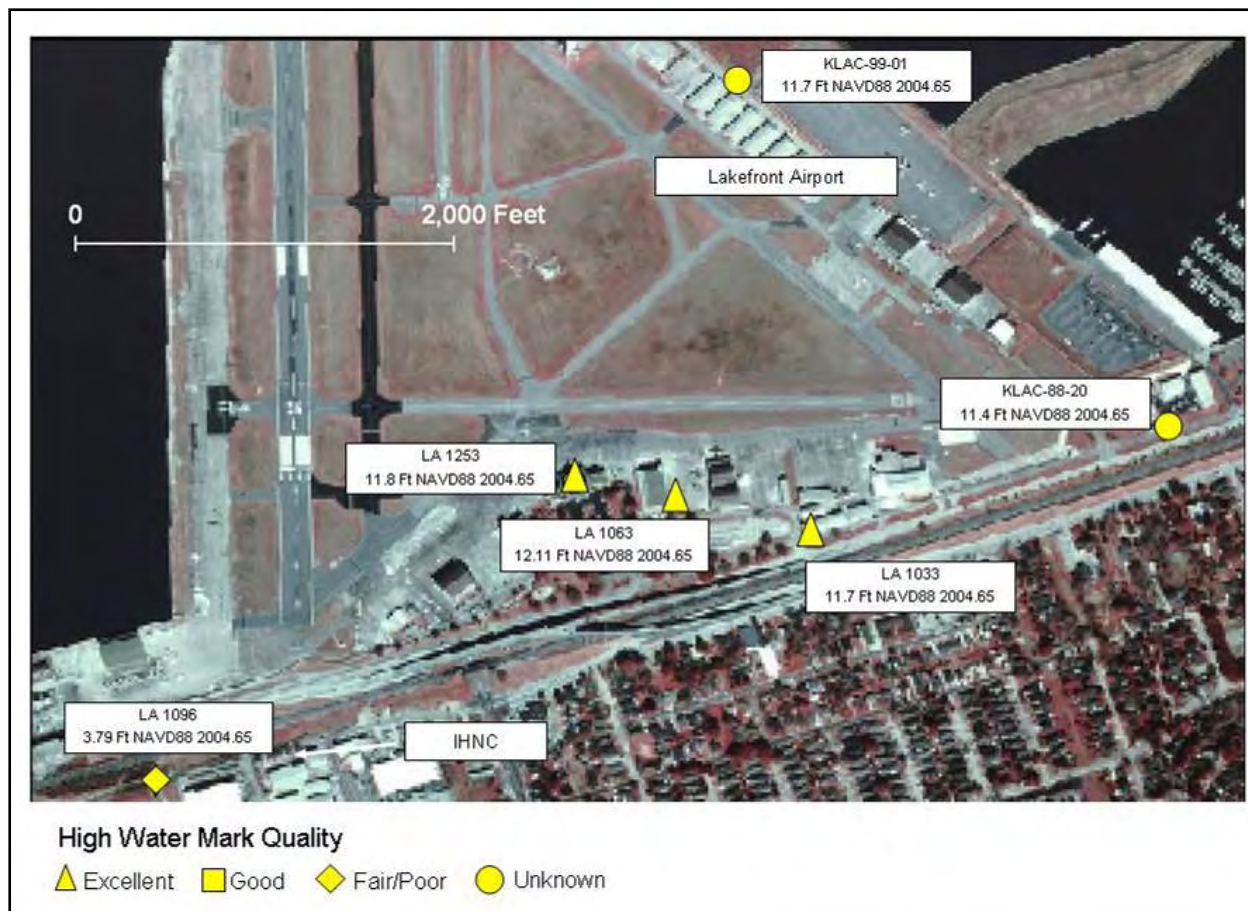 KLAC-99-01
11.7 Ft NAVD88 2004.65
Lakefront Airport
0
2,000 Feet
KLAC-88-20
11.4 Ft NAVD88 2004.65
LA 1253
11.8 Ft NAVD88 2004.65
LA 1063
12.11 Ft NAVD88 2004.65
LA 1033
11.7 Ft NAVD88 2004.65
LA 1096
3.79 Ft NAVD88 2004.65
IHNC
High Water Mark Quality
Excellent
Good
Fair/Poor
Unknown